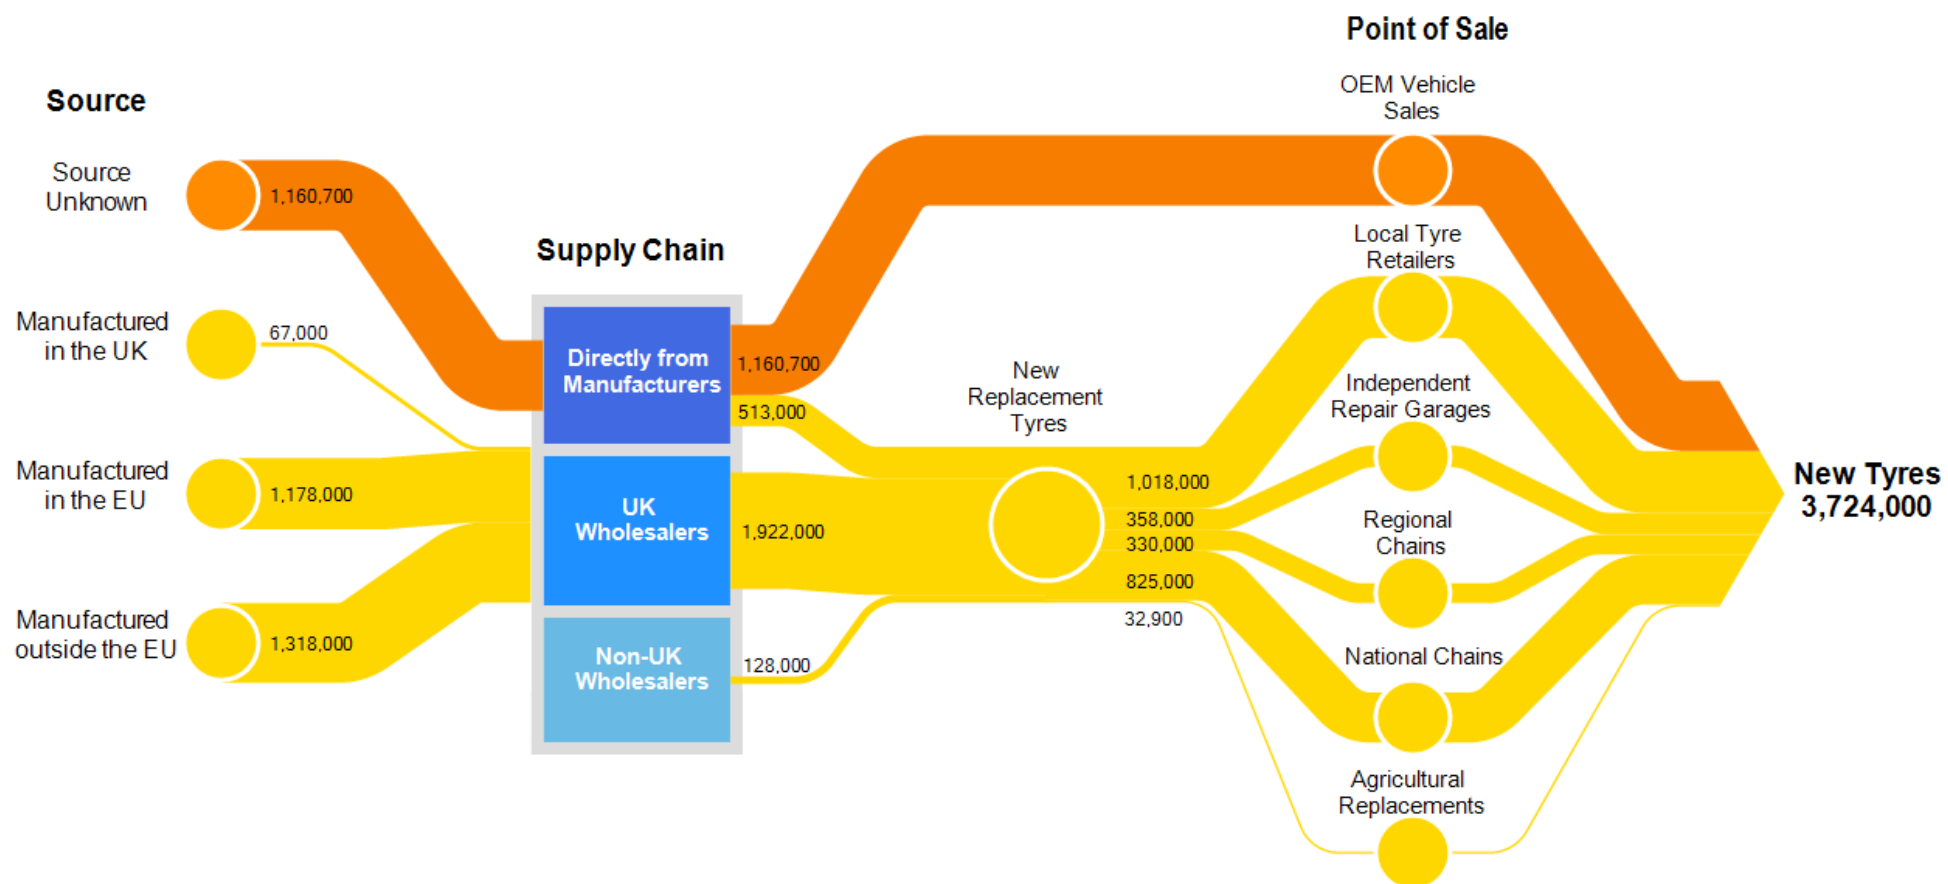 Point of Sale
OEM Vehicle
Sales
Source
Source
Unknown
1,160,700
Local Tyre
Retailers
Supply Chain
Manufactured
in the UK
67,000
Directly from
Manufacturers
1,160,700
513,000
New
Replacement
Tyres
Independent
Repair Garages
Manufactured
in the EU
1,178,000
UK
Wholesalers
1,922,000
1,018,000
358,000
330,000
825,000
32,900
Regional
Chains
New Tyres
3,724,000
Manufactured
outside the EU
1,318,000
Non-UK
Wholesalers
128,000
National Chains
Agricultural
Replacements